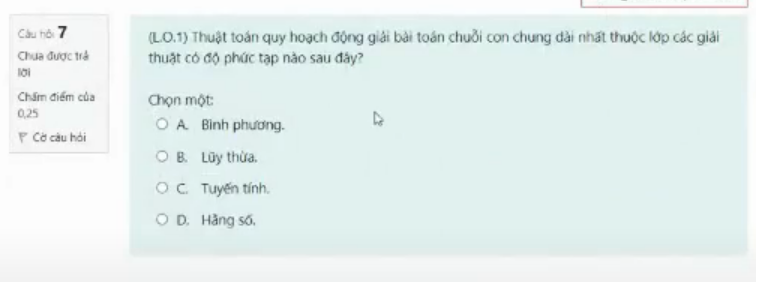 Câu hỏi 7
Chưa được trả
lời
Chấm điểm của
0,25
Cờ câu hỏi
(L.O.1) Thuật toán quy hoạch động giải bài toán chuỗi con chung dài nhất thuộc lớp các giải
thuật có độ phức tạp nào sau đây?
Chọn một:
A. Bình phương.
B. Lũy thừa.
C. Tuyến tính.
D. Hằng số.